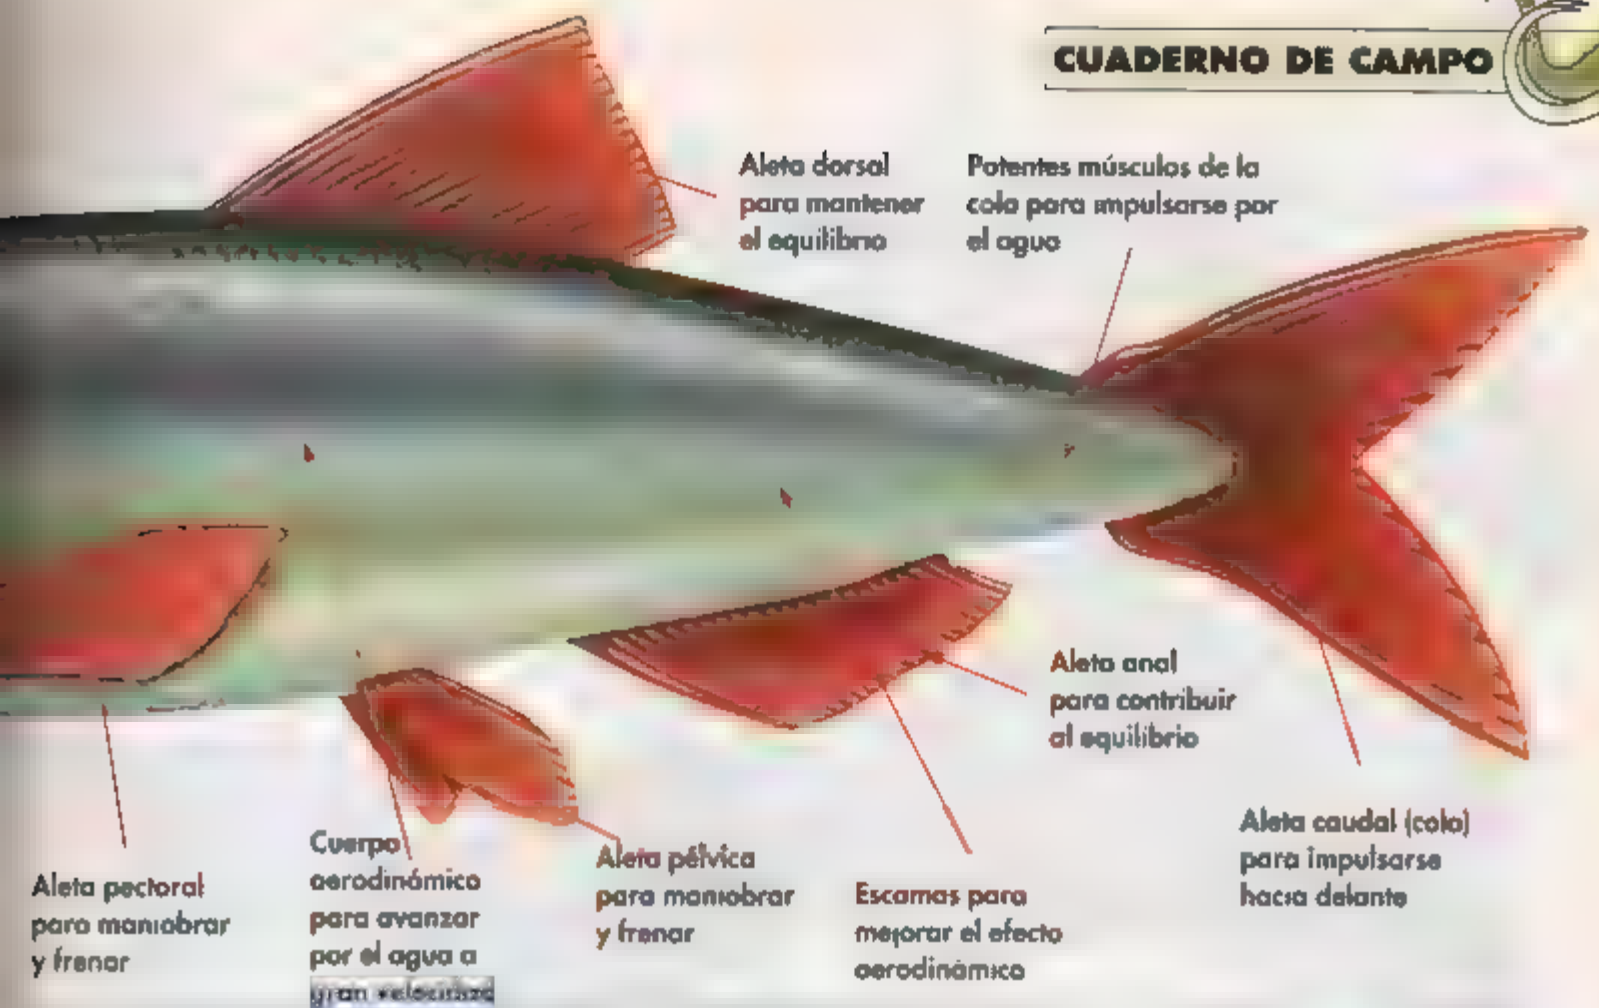 CUADERNO DE CAMPO
Aleta dorsal
para mantener
el equilibrio
Potentes músculos de la
cola para impulsarse por
el agua
Aleta anal
para contribuir
al equilibrio
Aleta caudal (cola)
para impulsarse
hacia delante
Aleta pectoral
para maniobrar
y frenar
Cuerpo
aerodinámico
para avanzar
por el agua a
gran velocidad
Aleta pélvica
para maniobrar
y frenar
Escamas para
mejorar el efecto
aerodinámico